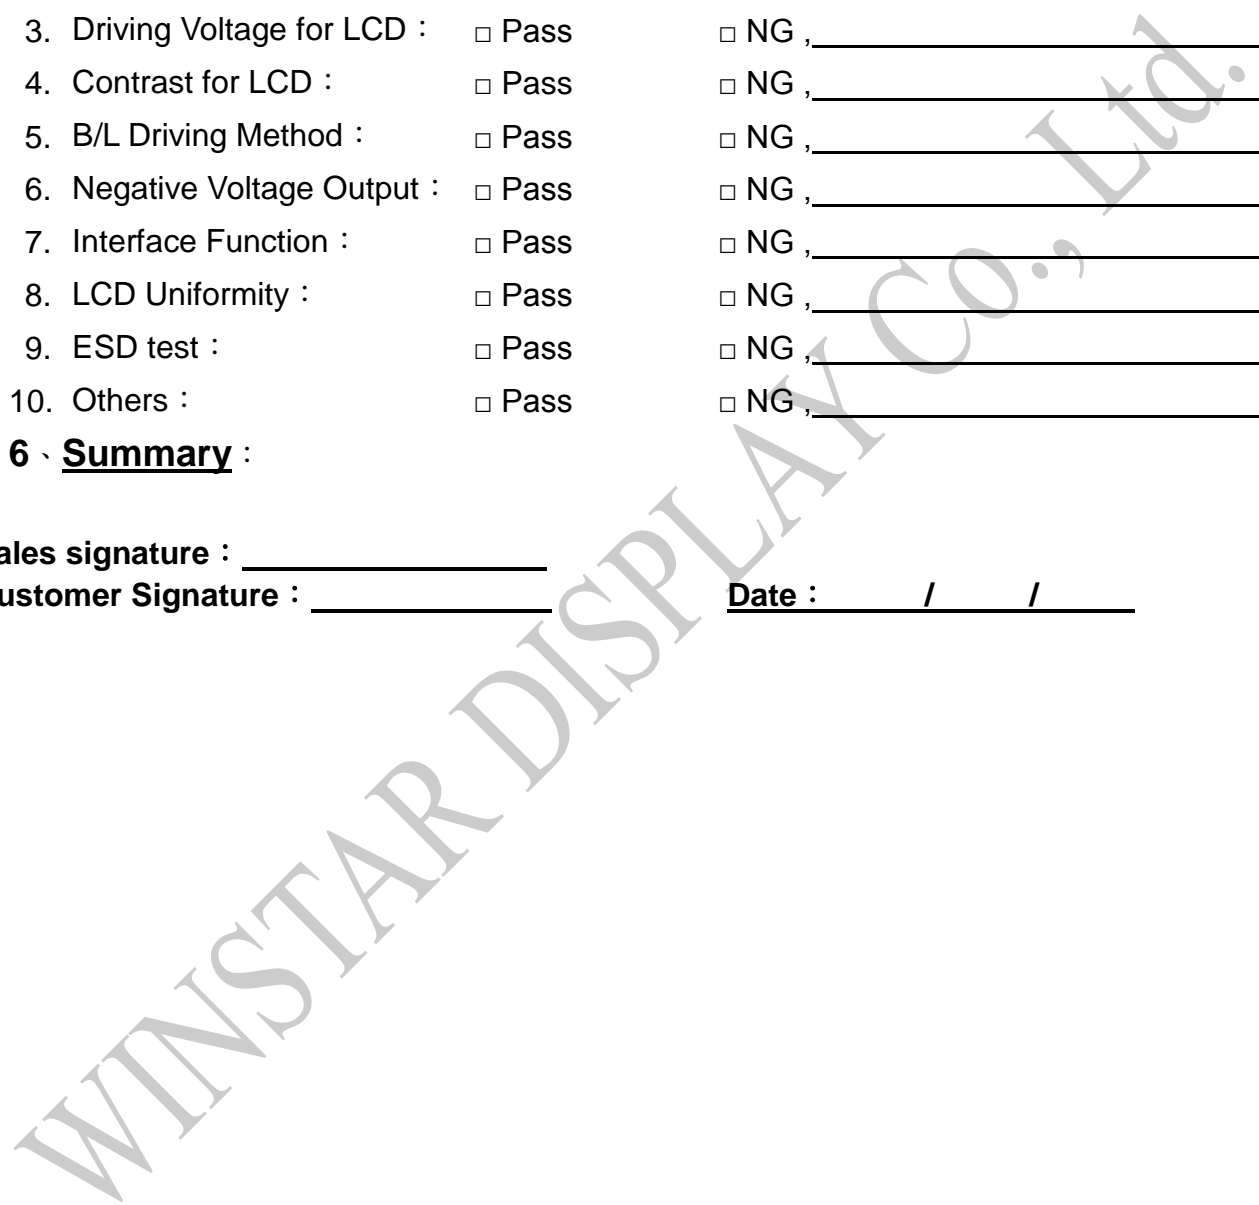 3. Driving Voltage for LCD： □ Pass □ NG ,
4. Contrast for LCD： □ Pass □ NG ,
5. B/L Driving Method： □ Pass □ NG ,
6. Negative Voltage Output： □ Pass □ NG ,
7. Interface Function： □ Pass □ NG ,
8. LCD Uniformity： □ Pass □ NG ,
9. ESD test： □ Pass □ NG ,
10. Others： □ Pass □ NG ,
6、Summary：
ales signature：
ustomer Signature： Date： / /
WINSTAR DISPLAY Co., Ltd.